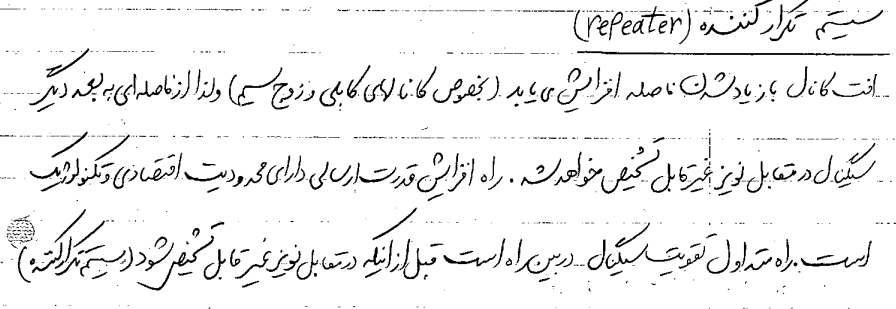 سیستم تکرار کننده (repeater)
افت کانال با زیاد شدن فاصله افزایش می یابد (بخصوص کانالهای کابلی و زوج سیم) ولذا از فاصله ای به بعد دیگر
سیگنال در مقابل نویز غیرقابل تشخیص خواهد شد. راه افزایش قدرت ارسالی دارای محدودیت اقتصادی و تکنولوژیک
است. راه متداول تقویت سیگنال در بین راه است قبل از آنکه در مقابل نویز غیر قابل تشخیص شود (سیستم تکرارکننده)